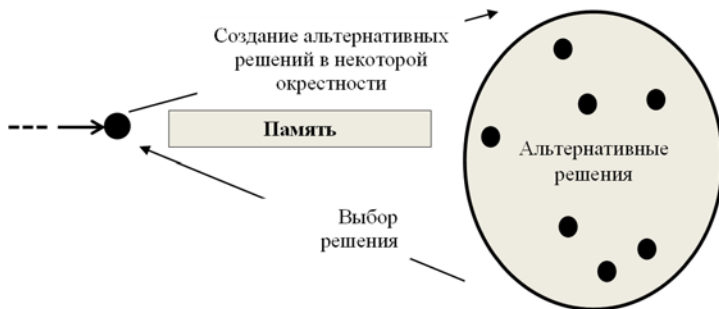 Создание альтернативных
решений в некоторой
окрестности
Память
Альтернативные
решения
Выбор
решения